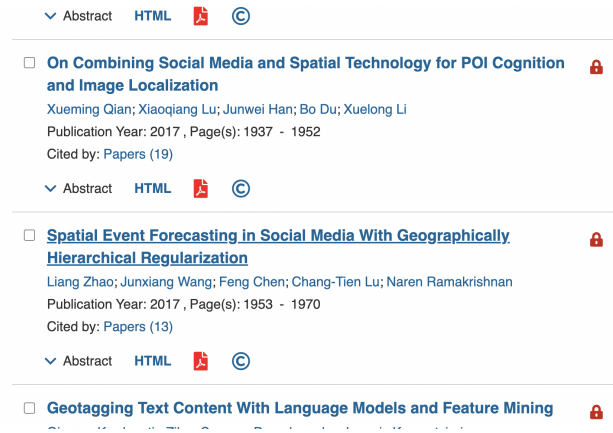 Abstract HTML ©
On Combining Social Media and Spatial Technology for POI Cognition
and Image Localization
Xueming Qian; Xiaoqiang Lu; Junwei Han; Bo Du; Xuelong Li
Publication Year: 2017 , Page(s): 1937 - 1952
Cited by: Papers (19)
Abstract HTML ©
Spatial Event Forecasting in Social Media With Geographically
Hierarchical Regularization
Liang Zhao; Junxiang Wang; Feng Chen; Chang-Tien Lu; Naren Ramakrishnan
Publication Year: 2017 , Page(s): 1953 - 1970
Cited by: Papers (13)
Abstract HTML ©
Geotagging Text Content With Language Models and Feature Mining